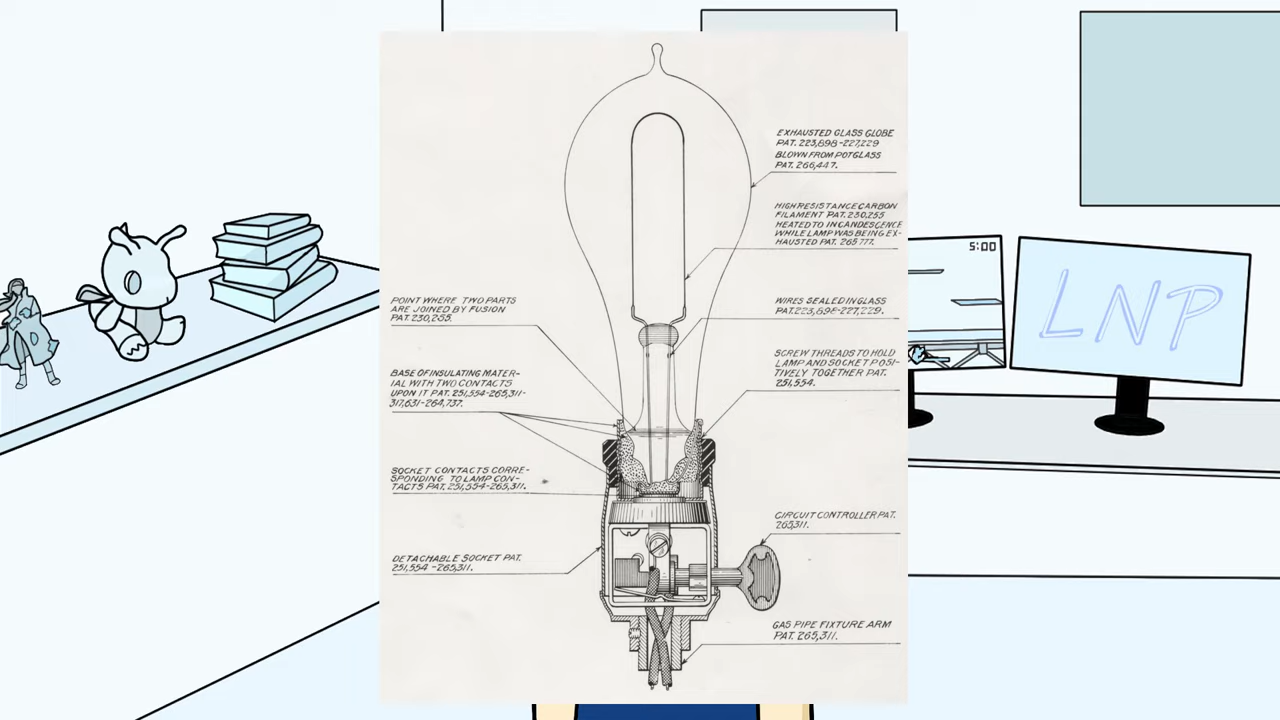 EXHAUSTED GLASS GLOBE
PAT. 223,898-227,229
BLOWN FROM POT GLASS
PAT. 266,447.
HIGH RESISTANCE CARBON
FILAMENT PAT. 230,255
HEATED TO INCANDESCENCE
WHILE LAMP WAS BEING EX-
HAUSTED PAT. 265,777.
POINT WHERE TWO PARTS
ARE JOINED BY FUSION
PAT. 230,255.
WIRES SEALED IN GLASS
PAT. 223,898-227,229.
SCREW THREADS TO HOLD
LAMP AND SOCKET POSI-
TIVELY TOGETHER PAT.
251,554.
BASE OF INSULATING MATER-
IAL WITH TWO CONTACTS
UPON IT PAT. 251,554-265,311-
317,631-264,737.
SOCKET CONTACTS CORRE-
SPONDING TO LAMP CON-
TACTS PAT. 251,554-265,311.
CIRCUIT CONTROLLER PAT.
265,311.
DETACHABLE SOCKET PAT.
251,554-265,311.
GAS PIPE FIXTURE ARM
PAT. 265,311.
5:00
LNP